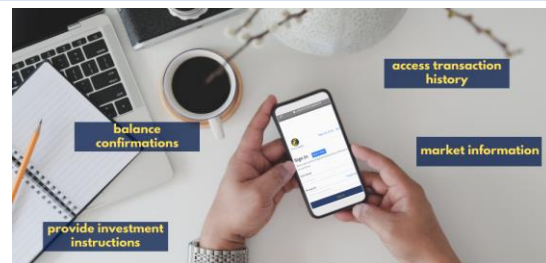 access transaction
history
balance
confirmations
market information
Sign In
provide investment
instructions